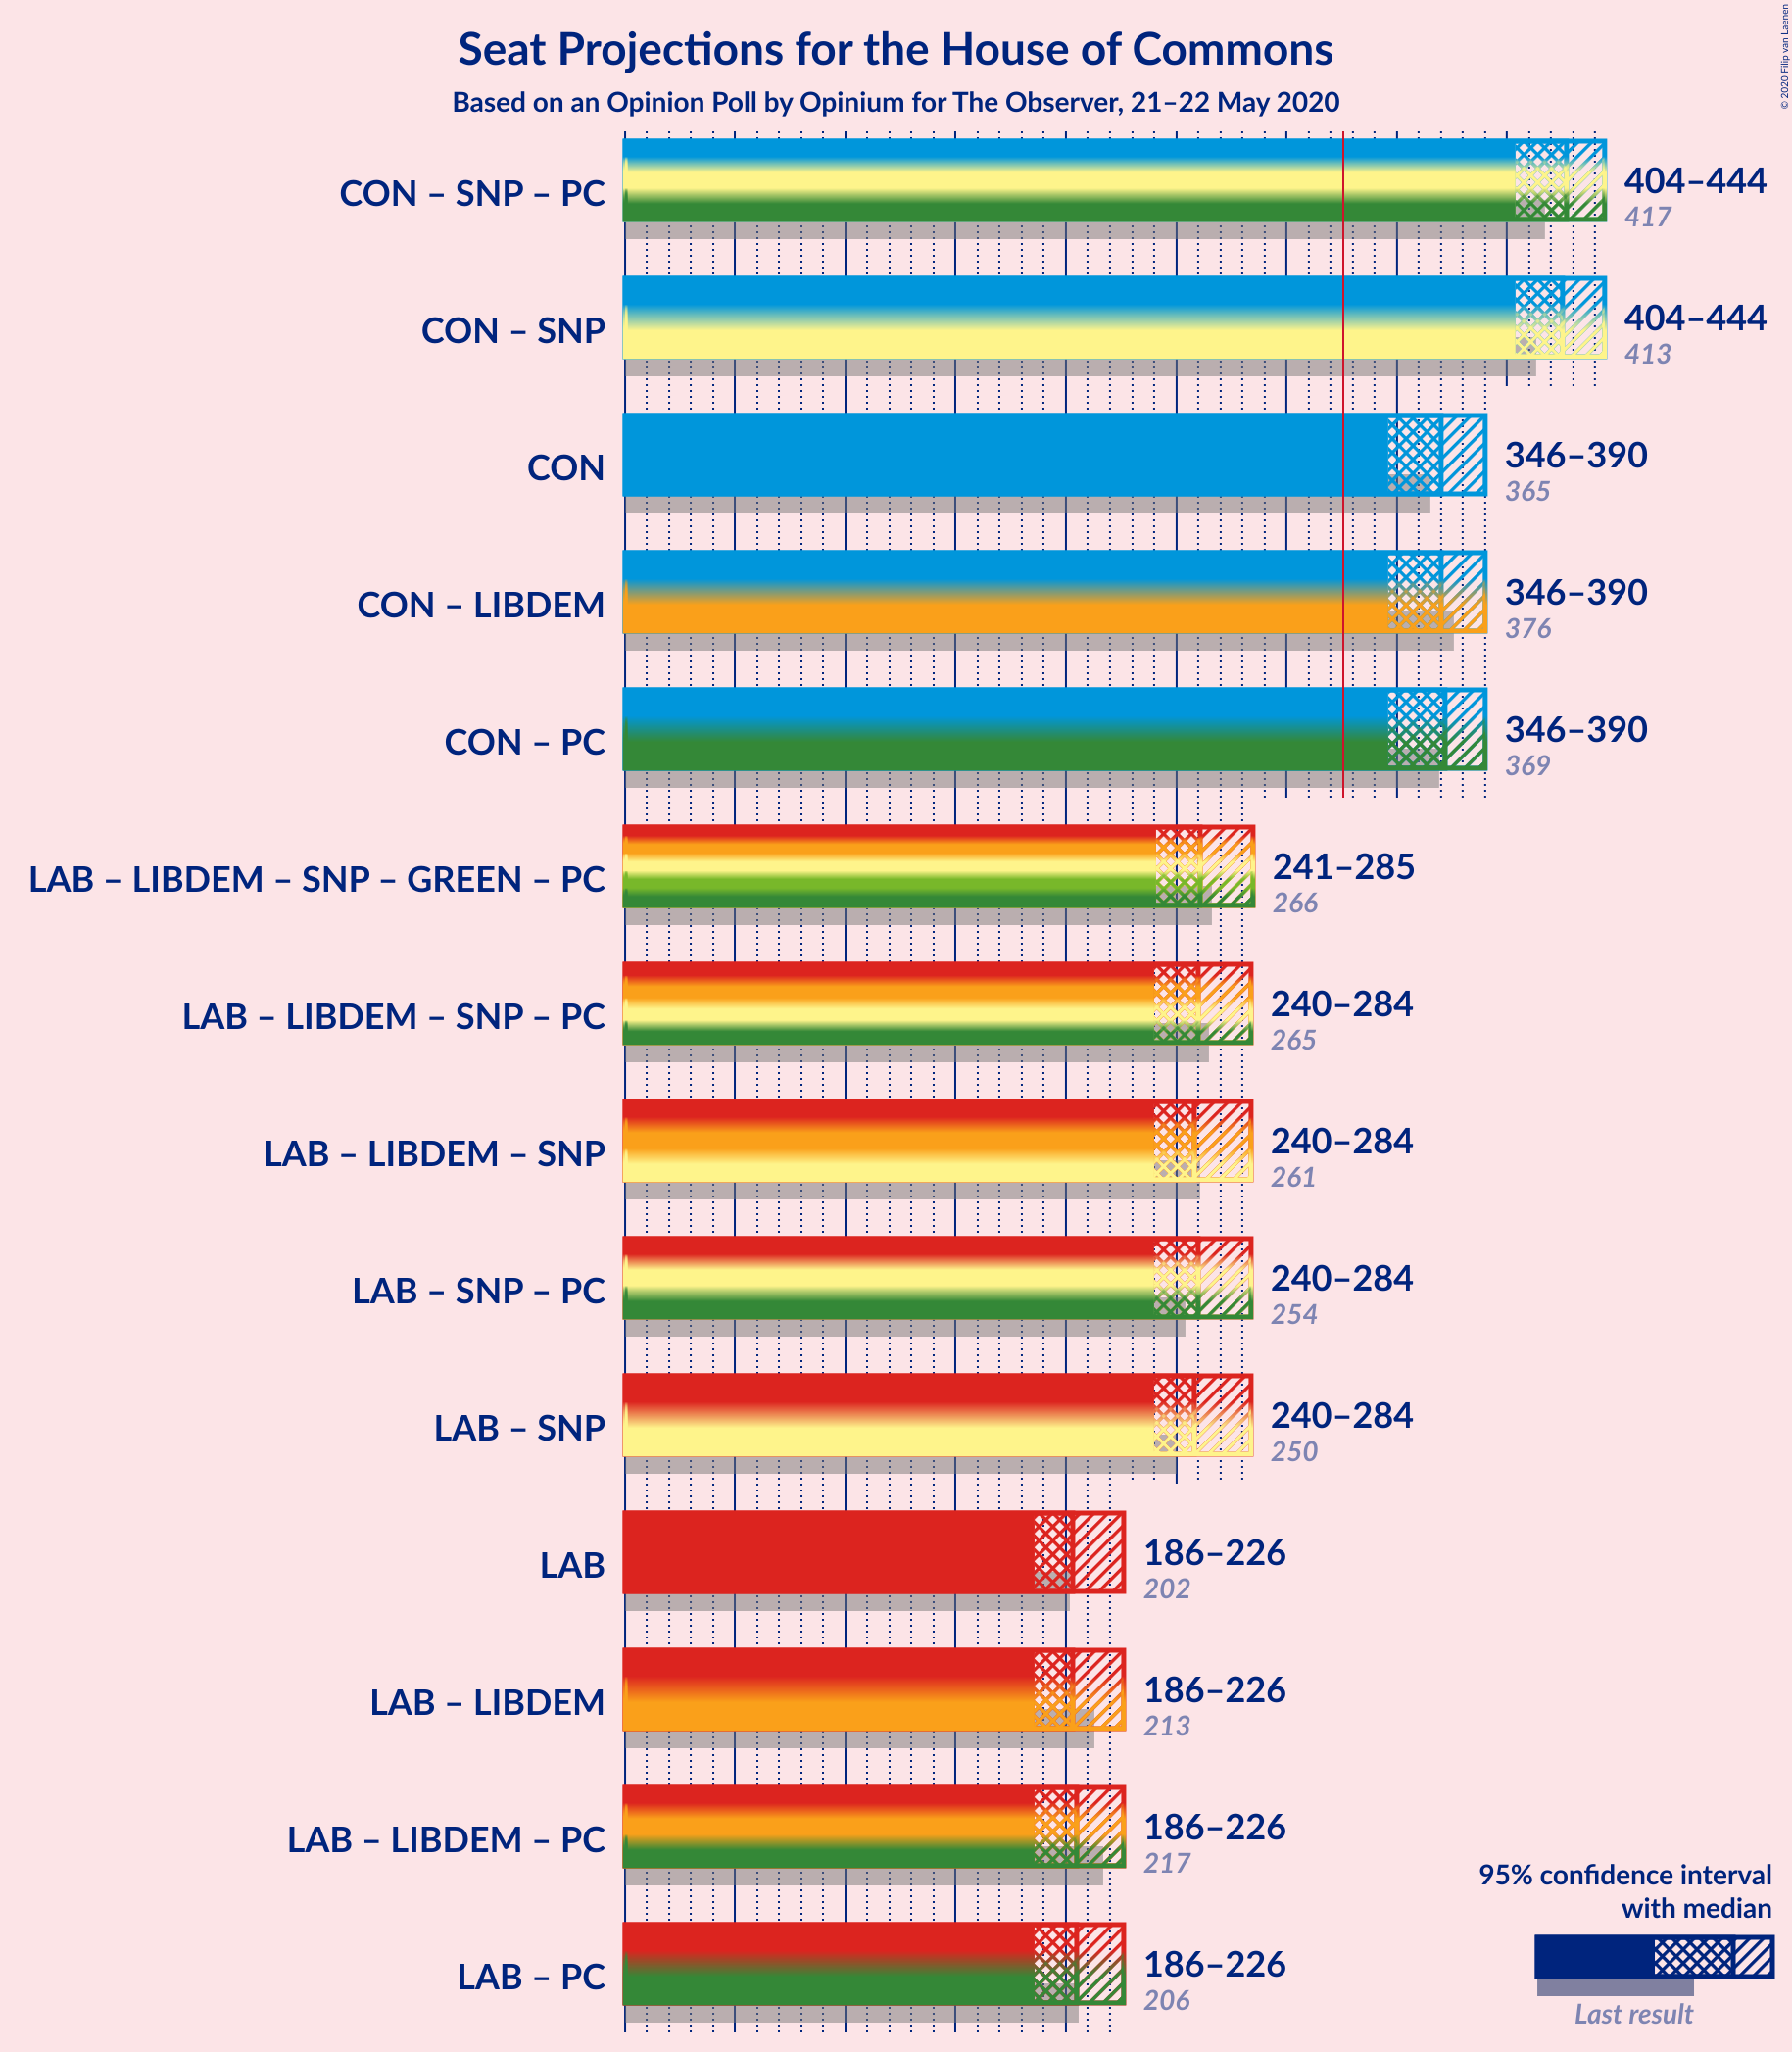 Seat Projections for the House of Commons
Based on an Opinion Poll by Opinium for The Observer, 21–22 May 2020
© 2020 Filip van Laenen
CON – SNP – PC
404–444
417
CON – SNP
404–444
413
CON
346–390
365
CON – LIBDEM
346–390
376
CON – PC
346–390
369
LAB – LIBDEM – SNP – GREEN – PC
241–285
266
LAB – LIBDEM – SNP – PC
240–284
265
LAB – LIBDEM – SNP
240–284
261
LAB – SNP – PC
240–284
254
LAB – SNP
240–284
250
LAB
186–226
202
LAB – LIBDEM
186–226
213
LAB – LIBDEM – PC
186–226
217
LAB – PC
186–226
206
95% confidence interval
with median
Last result